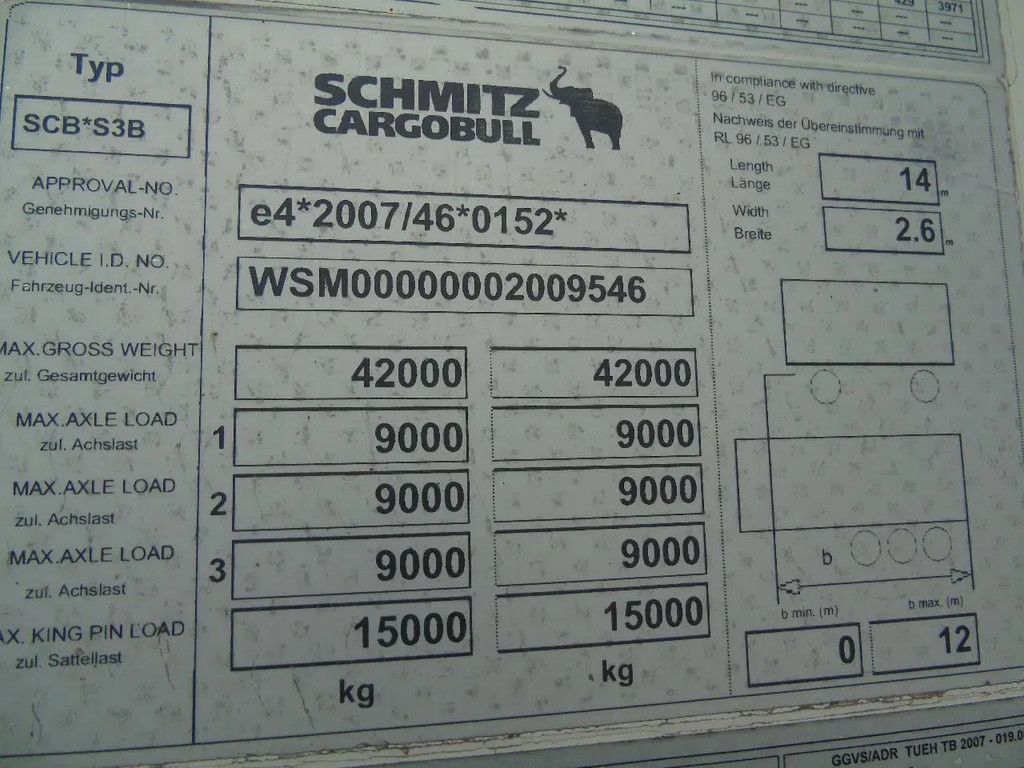 429 3971
Typ
SCB*S3B
SCHMITZ
CARGOBULL
In compliance with directive
96 / 53 / EG
Nachweis der Übereinstimmung mit
RL 96 / 53 / EG
Length
Länge
14 m
Width
Breite
2.6 m
APPROVAL-NO.
Genehmigungs-Nr.
e4*2007/46*0152*
VEHICLE I.D. NO.
Fahrzeug-Ident.-Nr.
WSM00000002009546
MAX.GROSS WEIGHT
zul. Gesamtgewicht
42000 42000
MAX.AXLE LOAD
zul. Achslast
1 9000 9000
MAX.AXLE LOAD
zul. Achslast
2 9000 9000
MAX.AXLE LOAD
zul. Achslast
3 9000 9000
AX. KING PIN LOAD
zul. Sattellast
15000 15000
kg kg
b
b min. (m) b max. (m)
0 12
GGVS/ADR TUEH TB 2007 - 019.0